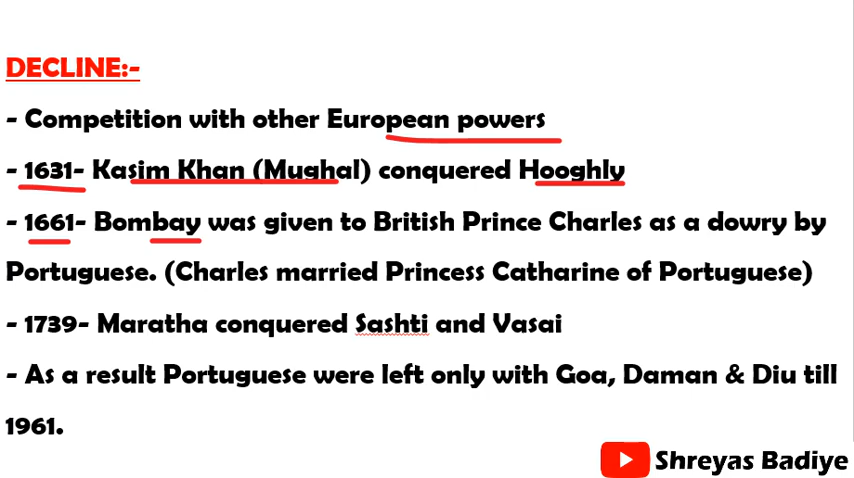 DECLINE:-
- Competition with other European powers
- 1631- Kasim Khan (Mughal) conquered Hooghly
- 1661- Bombay was given to British Prince Charles as a dowry by
Portuguese. (Charles married Princess Catharine of Portuguese)
- 1739- Maratha conquered Sashti and Vasai
- As a result Portuguese were left only with Goa, Daman & Diu till
1961.
Shreyas Badiye